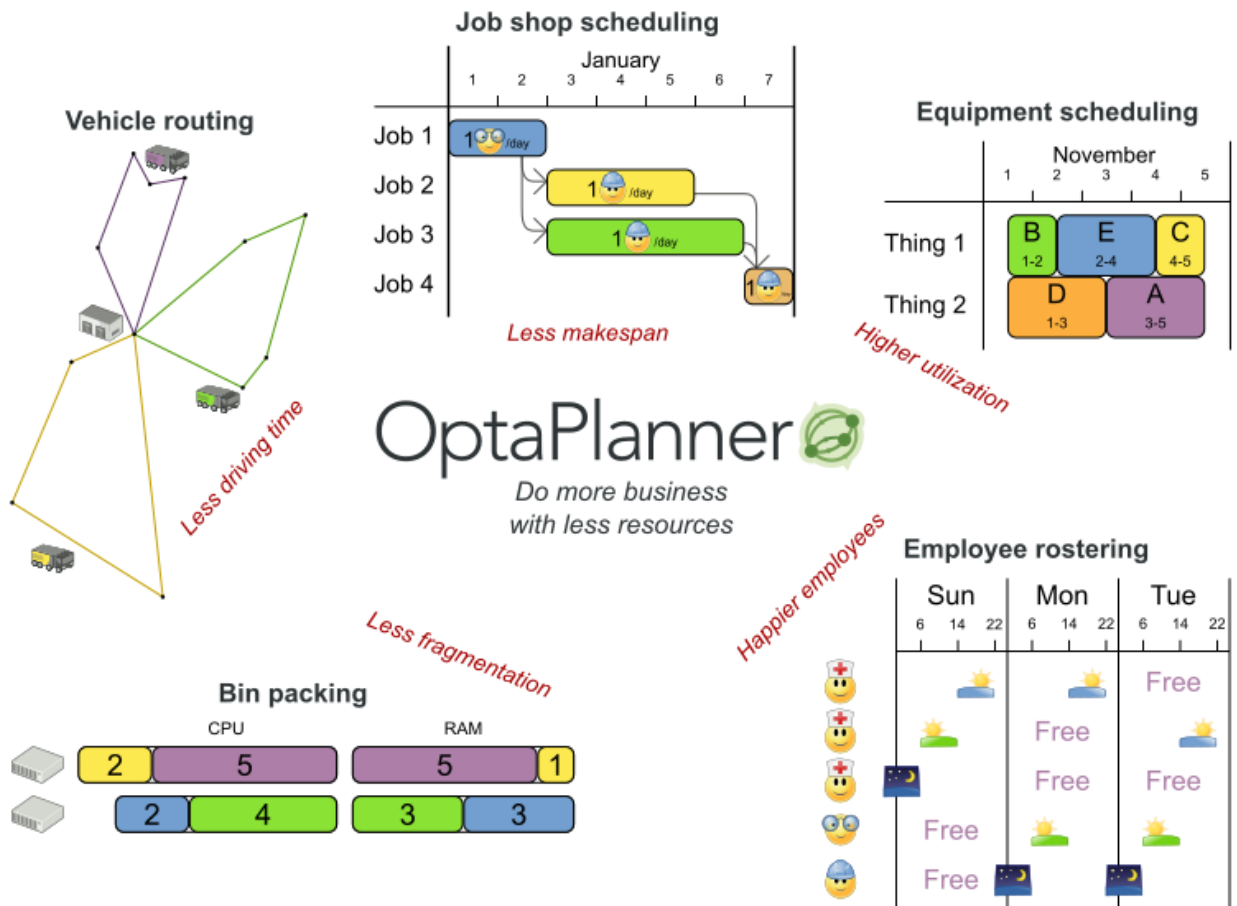 Job shop scheduling
January
1 2 3 4 5 6 7
Job 1
1 /day
Job 2
1 /day
Job 3
1 /day
Job 4
1
Less makespan
Vehicle routing
Less driving time
Equipment scheduling
November
1 2 3 4 5
Thing 1
B E C
1-2 2-4 4-5
Thing 2
D A
1-3 3-5
Higher utilization
OptaPlanner
Do more business
with less resources
Less fragmentation
Bin packing
CPU RAM
2 5 5 1
2 4 3 3
Happier employees
Employee rostering
Sun Mon Tue
6 14 22 6 14 22 6 14 22
Free
Free
Free Free
Free
Free